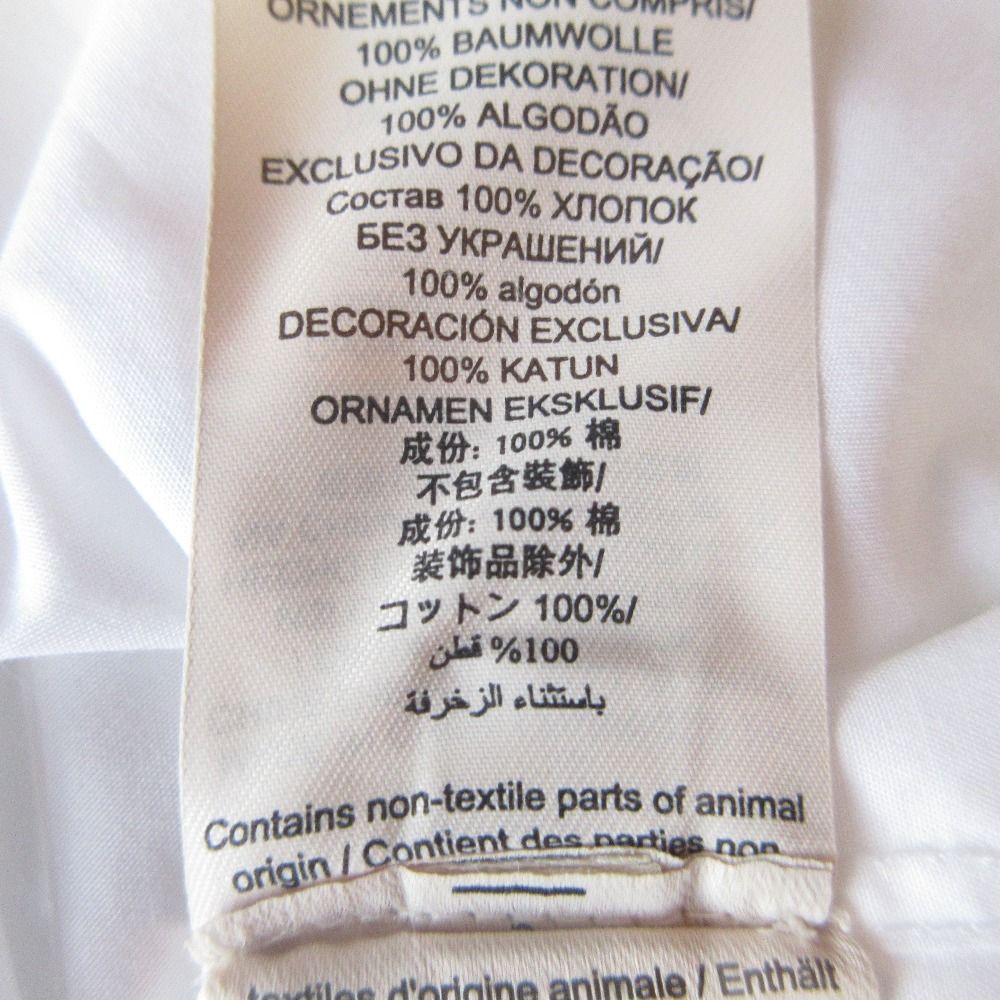 ORNEMENTS NON COMPRIS/
100% BAUMWOLLE
OHNE DEKORATION/
100% ALGODÃO
EXCLUSIVO DA DECORAÇÃO/
Состав 100% ХЛОПОК
БЕЗ УКРАШЕНИЙ/
100% algodón
DECORACIÓN EXCLUSIVA/
100% KATUN
ORNAMEN EKSKLUSIF/
成份: 100% 棉
不包含裝飾/
成份: 100% 棉
装饰品除外/
コットン 100%/
100% قطن
باستثناء الزخرفة
Contains non-textile parts of animal
origin / Contient des parties non
textiles d'origine animale / Enthält